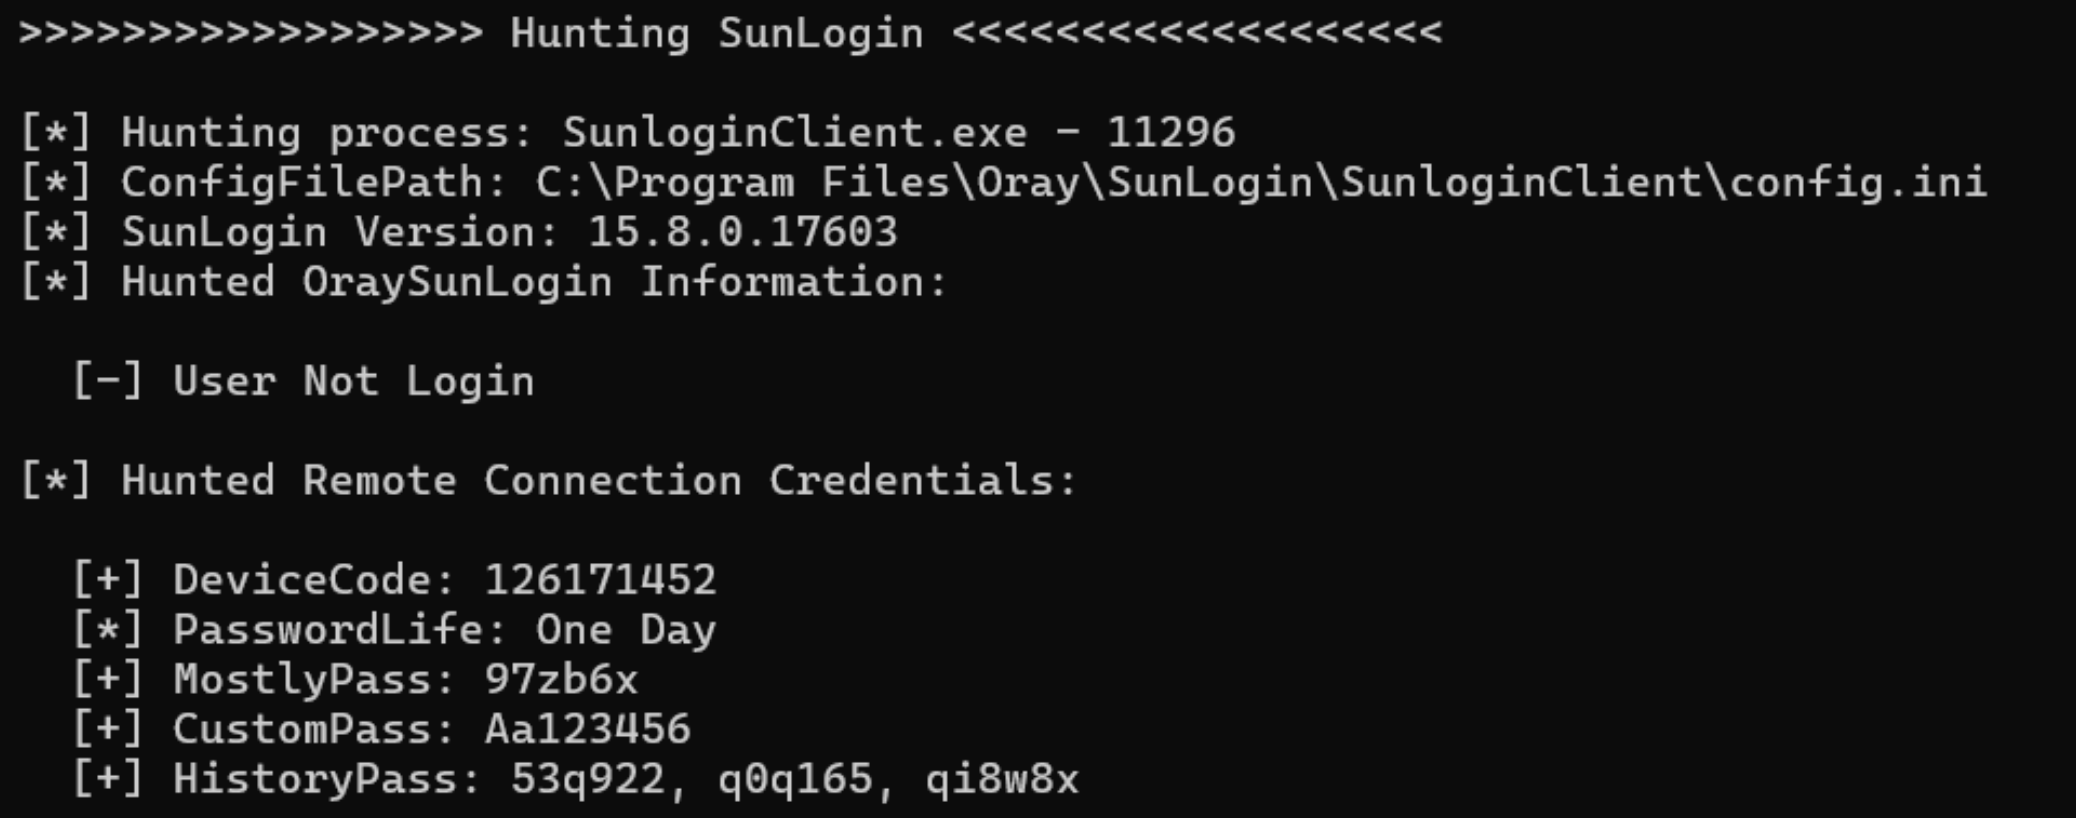 >>>>>>>>>>>>>>>>>> Hunting SunLogin <<<<<<<<<<<<<<<<<<<
[*] Hunting process: SunloginClient.exe - 11296
[*] ConfigFilePath: C:\Program Files\Oray\SunLogin\SunloginClient\config.ini
[*] SunLogin Version: 15.8.0.17603
[*] Hunted OraySunLogin Information:
[-] User Not Login
[*] Hunted Remote Connection Credentials:
[+] DeviceCode: 126171452
[*] PasswordLife: One Day
[+] MostlyPass: 97zb6x
[+] CustomPass: Aa123456
[+] HistoryPass: 53q922, q0q165, qi8w8x